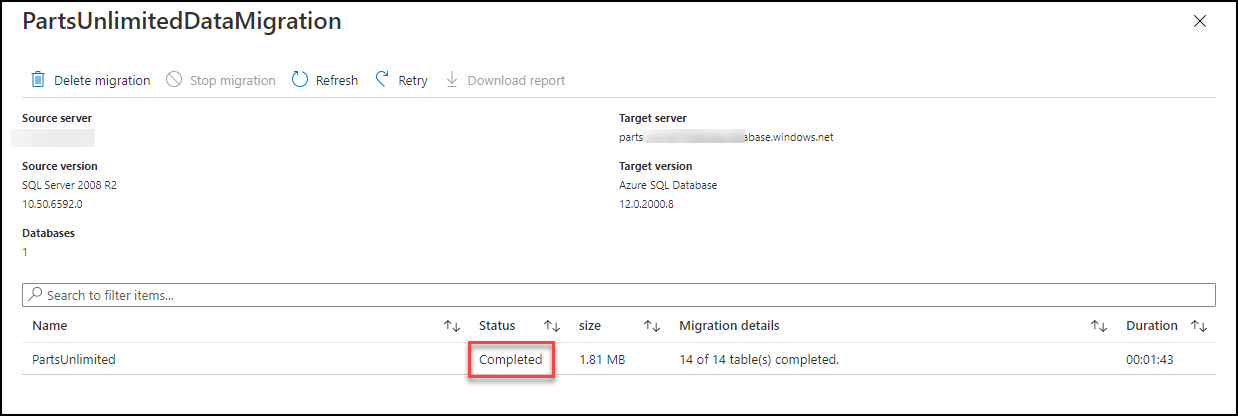 PartsUnlimitedDataMigration
Delete migration Stop migration Refresh Retry Download report
Source server Target server
parts abase.windows.net
Source version Target version
SQL Server 2008 R2 Azure SQL Database
10.50.6592.0 12.0.2000.8
Databases
1
Search to filter items...
Name Status size Migration details Duration
PartsUnlimited Completed 1.81 MB 14 of 14 table(s) completed. 00:01:43